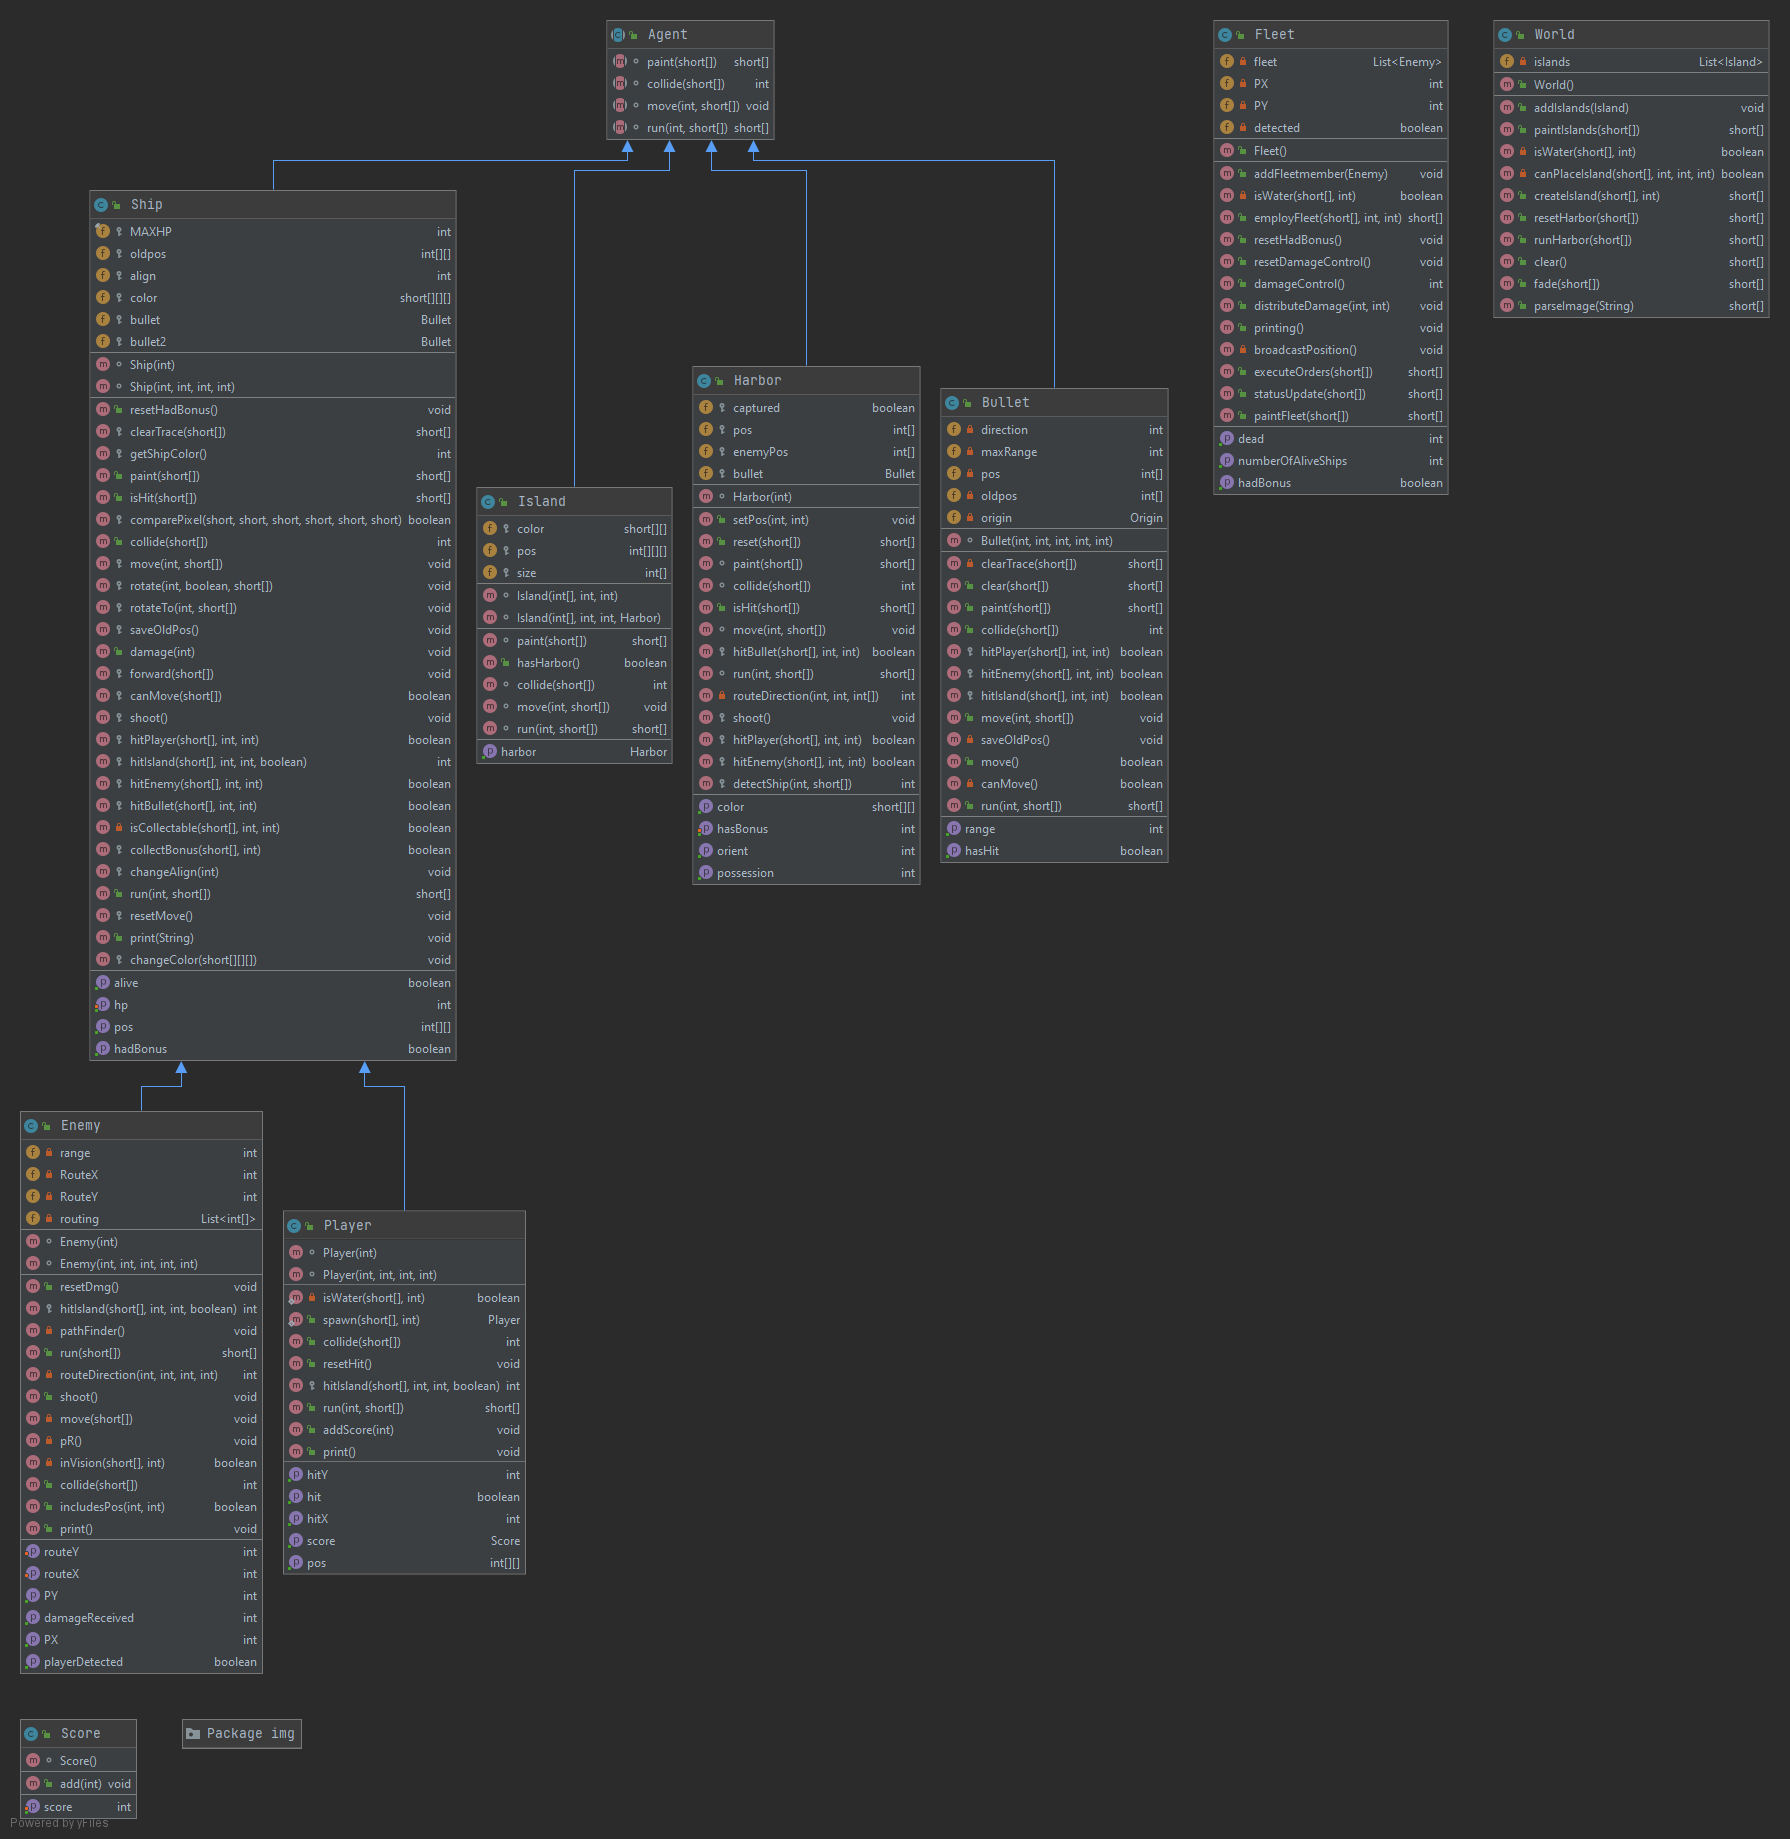 Agent
paint(short[]) short[]
collide(short[]) int
move(int, short[]) void
run(int, short[]) short[]
Fleet
fleet List<Enemy>
PX int
PY int
detected boolean
Fleet()
addFleetmember(Enemy) void
isWater(short[], int) boolean
employFleet(short[], int, int) short[]
resetHadBonus() void
resetDamageControl() void
damageControl() int
distributeDamage(int, int) void
printing() void
broadcastPosition() void
executeOrders(short[]) short[]
statusUpdate(short[]) short[]
paintFleet(short[]) short[]
dead int
numberOfAliveShips int
hadBonus boolean
World
islands List<Island>
World()
addIslands(Island) void
paintIslands(short[]) short[]
isWater(short[], int) boolean
canPlaceIsland(short[], int, int, int) boolean
createIsland(short[], int) short[]
resetHarbor(short[]) short[]
runHarbor(short[]) short[]
clear() short[]
fade(short[]) short[]
parseImage(String) short[]
Ship
MAXHP int
oldpos int[][]
align int
color short[][][]
bullet Bullet
bullet2 Bullet
Ship(int)
Ship(int, int, int, int)
resetHadBonus() void
clearTrace(short[]) short[]
getShipColor() int
paint(short[]) short[]
isHit(short[]) short[]
comparePixel(short, short, short, short, short, short) boolean
collide(short[]) int
move(int, short[]) void
rotate(int, boolean, short[]) void
rotateTo(int, short[]) void
saveOldPos() void
damage(int) void
forward(short[]) void
canMove(short[]) boolean
shoot() void
hitPlayer(short[], int, int) boolean
hitIsland(short[], int, int, boolean) int
hitEnemy(short[], int, int) boolean
hitBullet(short[], int, int) boolean
isCollectable(short[], int, int) boolean
collectBonus(short[], int) boolean
changeAlign(int) void
run(int, short[]) short[]
resetMove() void
print(String) void
changeColor(short[][][]) void
alive boolean
hp int
pos int[][]
hadBonus boolean
Island
color short[][]
pos int[][][]
size int[]
Island(int[], int, int)
Island(int[], int, int, Harbor)
paint(short[]) short[]
hasHarbor() boolean
collide(short[]) int
move(int, short[]) void
run(int, short[]) short[]
harbor Harbor
Harbor
captured boolean
pos int[]
enemyPos int[]
bullet Bullet
Harbor(int)
setPos(int, int) void
reset(short[]) short[]
paint(short[]) short[]
collide(short[]) int
isHit(short[]) short[]
move(int, short[]) void
hitBullet(short[], int, int) boolean
run(int, short[]) short[]
routeDirection(int, int, int[]) int
shoot() void
hitPlayer(short[], int, int) boolean
hitEnemy(short[], int, int) boolean
detectShip(int, short[]) int
color short[][]
hasBonus int
orient int
possession int
Bullet
direction int
maxRange int
pos int[]
oldpos int[]
origin Origin
Bullet(int, int, int, int, int)
clearTrace(short[]) short[]
clear(short[]) short[]
paint(short[]) short[]
collide(short[]) int
hitPlayer(short[], int, int) boolean
hitEnemy(short[], int, int) boolean
hitIsland(short[], int, int) boolean
move(int, short[]) void
saveOldPos() void
move() boolean
canMove() boolean
run(int, short[]) short[]
range int
hasHit boolean
Enemy
range int
RouteX int
RouteY int
routing List<int[]>
Enemy(int)
Enemy(int, int, int, int, int)
resetDmg() void
hitIsland(short[], int, int, boolean) int
pathFinder() void
run(short[]) short[]
routeDirection(int, int, int, int) int
shoot() void
move(short[]) void
pR() void
inVision(short[], int) boolean
collide(short[]) int
includesPos(int, int) boolean
print() void
routeY int
routeX int
PY int
damageReceived int
PX int
playerDetected boolean
Player
Player(int)
Player(int, int, int, int)
isWater(short[], int) boolean
spawn(short[], int) Player
collide(short[]) int
resetHit() void
hitIsland(short[], int, int, boolean) int
run(int, short[]) short[]
addScore(int) void
print() void
hitY int
hit boolean
hitX int
score Score
pos int[][]
Score
Score()
add(int) void
score int
Package img
Powered by yFiles